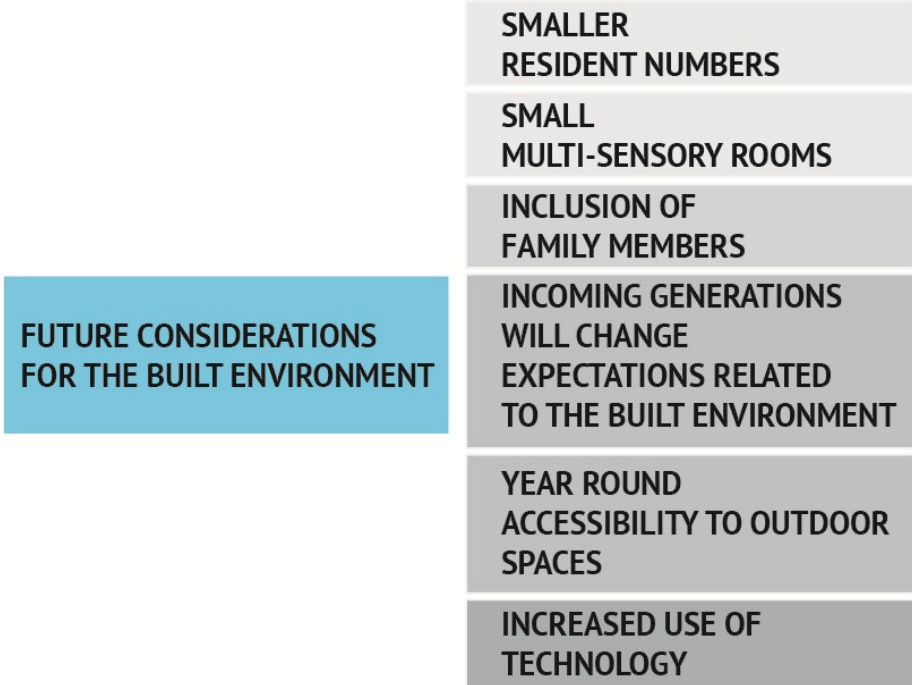 SMALLER
RESIDENT NUMBERS
SMALL
MULTI-SENSORY ROOMS
INCLUSION OF
FAMILY MEMBERS
FUTURE CONSIDERATIONS
FOR THE BUILT ENVIRONMENT
INCOMING GENERATIONS
WILL CHANGE
EXPECTATIONS RELATED
TO THE BUILT ENVIRONMENT
YEAR ROUND
ACCESSIBILITY TO OUTDOOR
SPACES
INCREASED USE OF
TECHNOLOGY